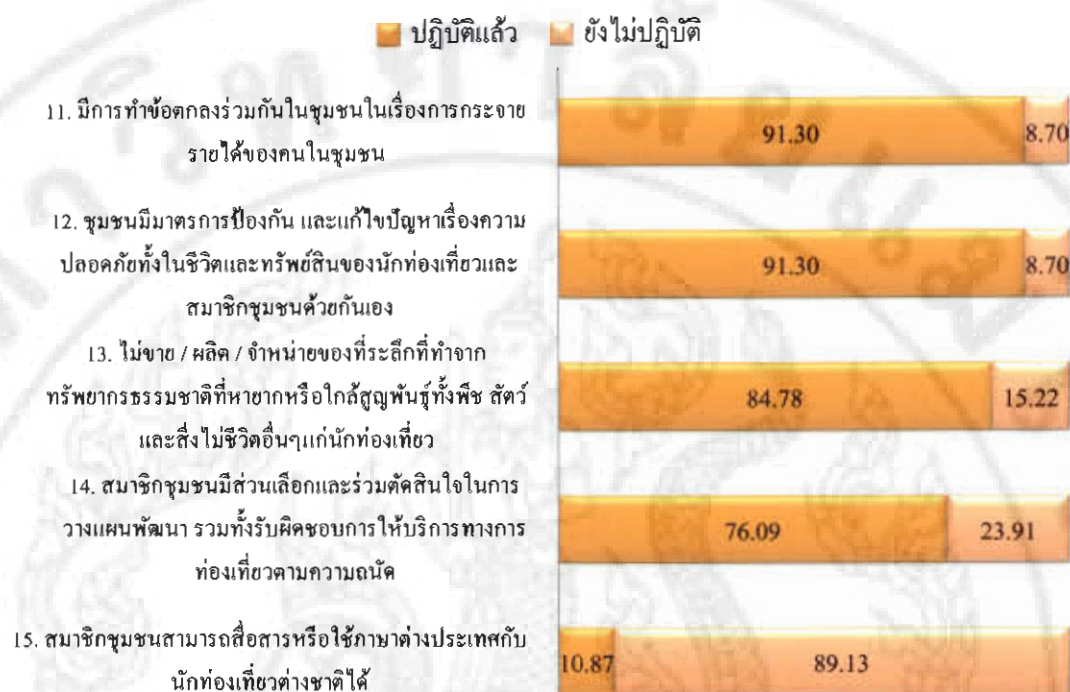 ปฏิบัติแล้ว ยังไม่ปฏิบัติ
11. มีการทำข้อตกลงร่วมกันในชุมชนในเรื่องการกระจาย
รายได้ของคนในชุมชน
91.30 8.70
12. ชุมชนมีมาตรการป้องกัน และแก้ไขปัญหาเรื่องความ
ปลอดภัยทั้งในชีวิตและทรัพย์สินของนักท่องเที่ยวและ
สมาชิกชุมชนด้วยกันเอง
91.30 8.70
13. ไม่ขาย / ผลิต / จำหน่ายของที่ระลึกที่ทำจาก
ทรัพยากรธรรมชาติที่หายากหรือใกล้สูญพันธุ์ทั้งพืช สัตว์
และสิ่งไม่มีชีวิตอื่นๆแก่นักท่องเที่ยว
84.78 15.22
14. สมาชิกชุมชนมีส่วนเลือกและร่วมตัดสินใจในการ
วางแผนพัฒนา รวมทั้งรับผิดชอบการให้บริการทางการ
ท่องเที่ยวตามความถนัด
76.09 23.91
15. สมาชิกชุมชนสามารถสื่อสารหรือใช้ภาษาต่างประเทศกับ
นักท่องเที่ยวต่างชาติได้
10.87 89.13